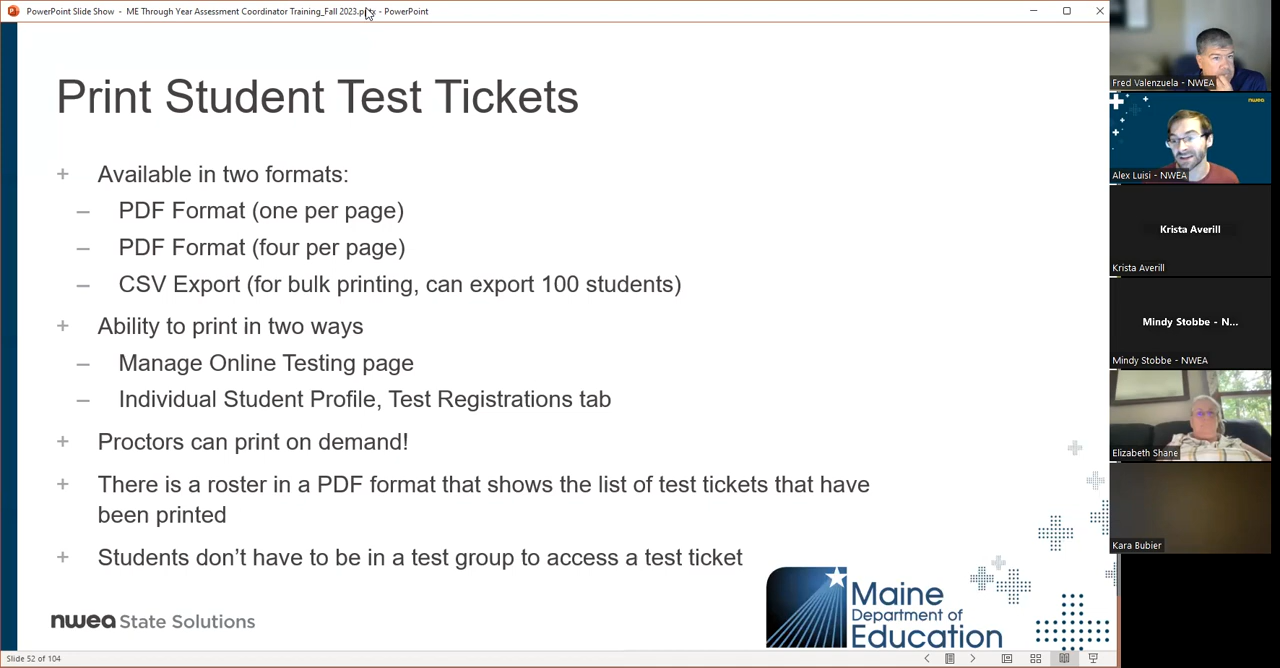 PowerPoint Slide Show - ME Through Year Assessment Coordinator Training_Fall 2023.p - PowerPoint
Print Student Test Tickets
+ Available in two formats:
– PDF Format (one per page)
– PDF Format (four per page)
– CSV Export (for bulk printing, can export 100 students)
+ Ability to print in two ways
– Manage Online Testing page
– Individual Student Profile, Test Registrations tab
+ Proctors can print on demand!
+ There is a roster in a PDF format that shows the list of test tickets that have
been printed
+ Students don’t have to be in a test group to access a test ticket
nwea State Solutions
Maine
Department of
Education
Slide 52 of 104
Fred Valenzuela - NWEA
nwea
Alex Luisi - NWEA
Krista Averill
Krista Averill
Mindy Stobbe - N...
Mindy Stobbe - NWEA
Elizabeth Shane
Kara Bubier